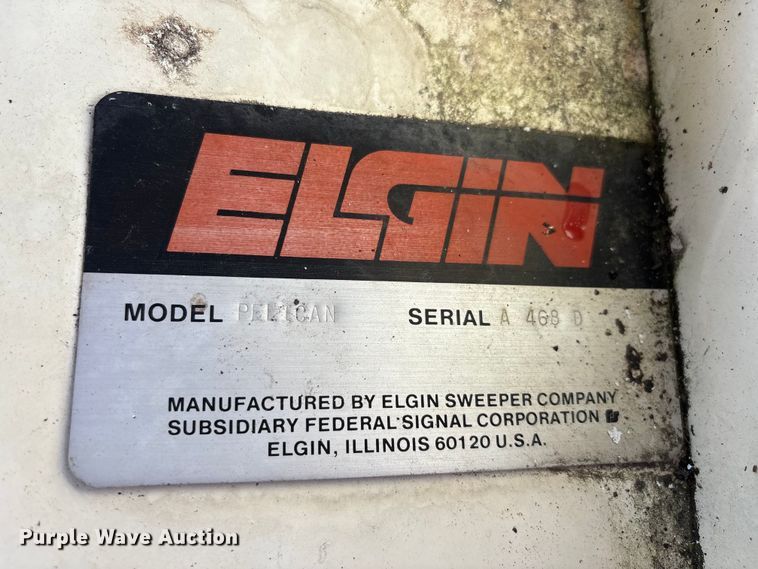 ELGIN
MODEL PELICAN SERIAL A 468 D
MANUFACTURED BY ELGIN SWEEPER COMPANY
SUBSIDIARY FEDERAL SIGNAL CORPORATION
ELGIN, ILLINOIS 60120 U.S.A.
Purple Wave Auction